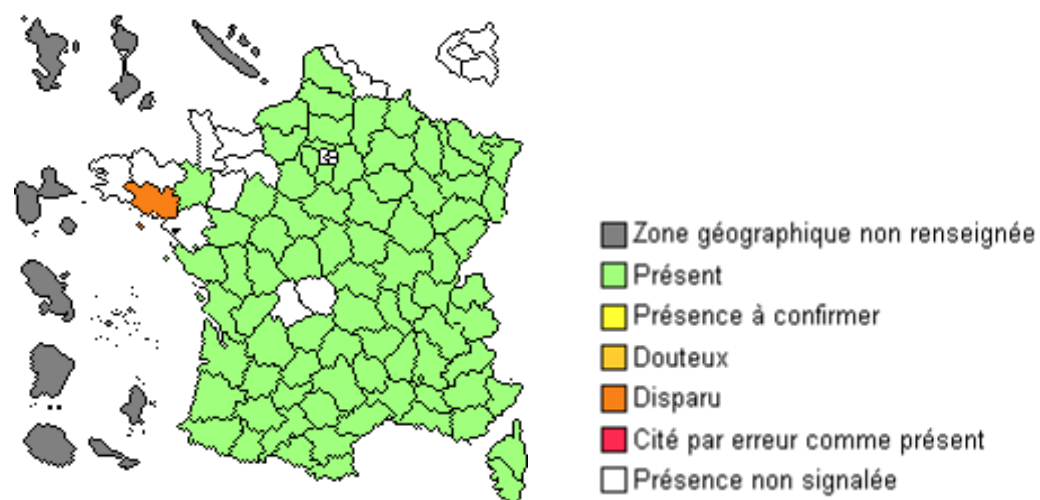 Zone géographique non renseignée
Présent
Présence à confirmer
Douteux
Disparu
Cité par erreur comme présent
Présence non signalée